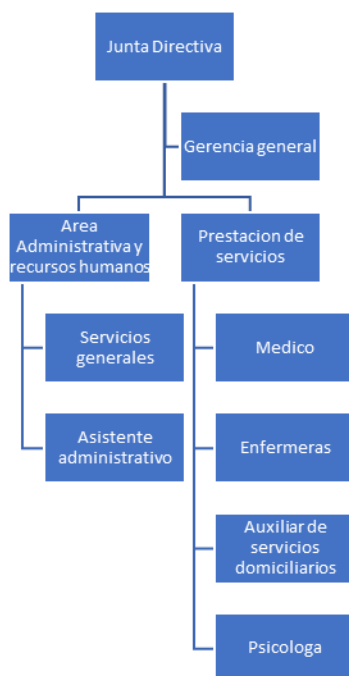 Junta Directiva
Gerencia general
Area
Administrativa y
recursos humanos
Prestacion de
servicios
Servicios
generales
Medico
Asistente
administrativo
Enfermeras
Auxiliar de
servicios
domiciliarios
Psicologa